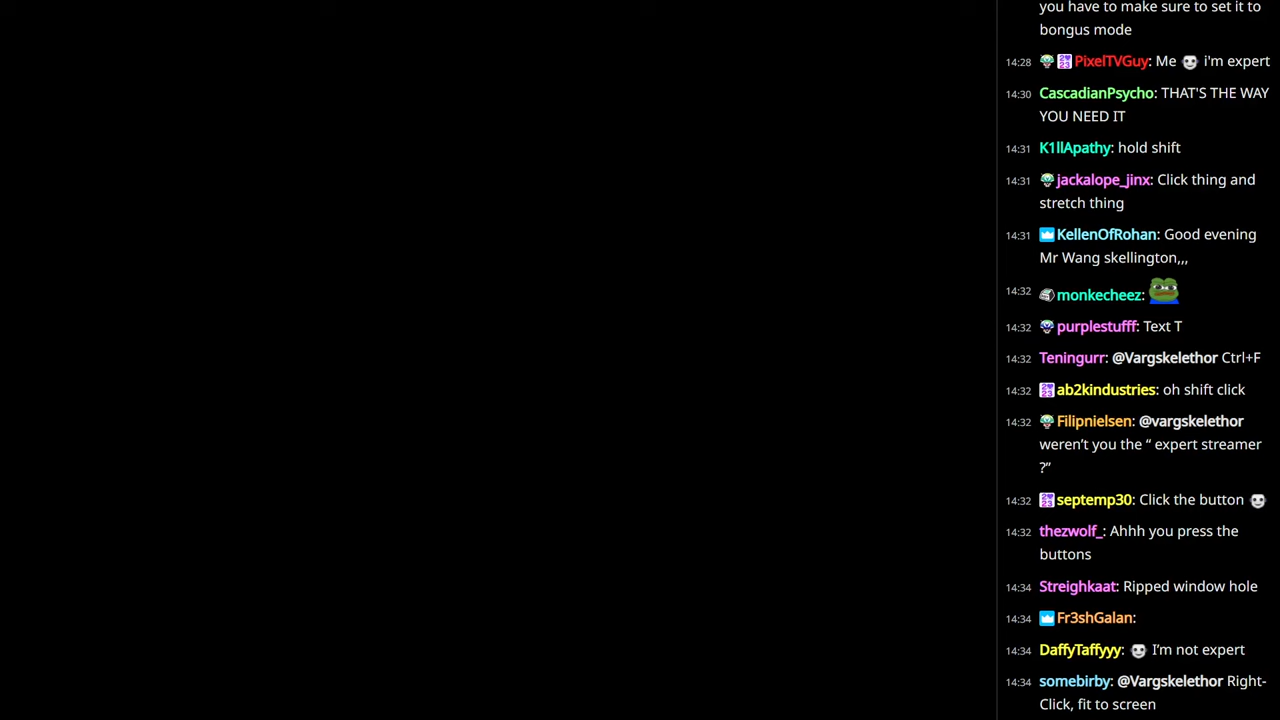 you have to make sure to set it to
bongus mode
14:28 PixelTVGuy: Me i'm expert
14:30 CascadianPsycho: THAT'S THE WAY
YOU NEED IT
14:31 K1llApathy: hold shift
14:31 jackalope_jinx: Click thing and
stretch thing
14:31 KellenOfRohan: Good evening
Mr Wang skellington,,,
14:32 monkecheez:
14:32 purplestufff: Text T
14:32 Teningurr: @Vargskelethor Ctrl+F
14:32 ab2kindustries: oh shift click
14:32 Filipnielsen: @vargskelethor
weren’t you the “ expert streamer
?”
14:32 septemp30: Click the button
14:32 thezwolf_: Ahhh you press the
buttons
14:34 Streighkaat: Ripped window hole
14:34 Fr3shGalan:
14:34 DaffyTaffyyy: I’m not expert
14:34 somebirby: @Vargskelethor Right-
Click, fit to screen